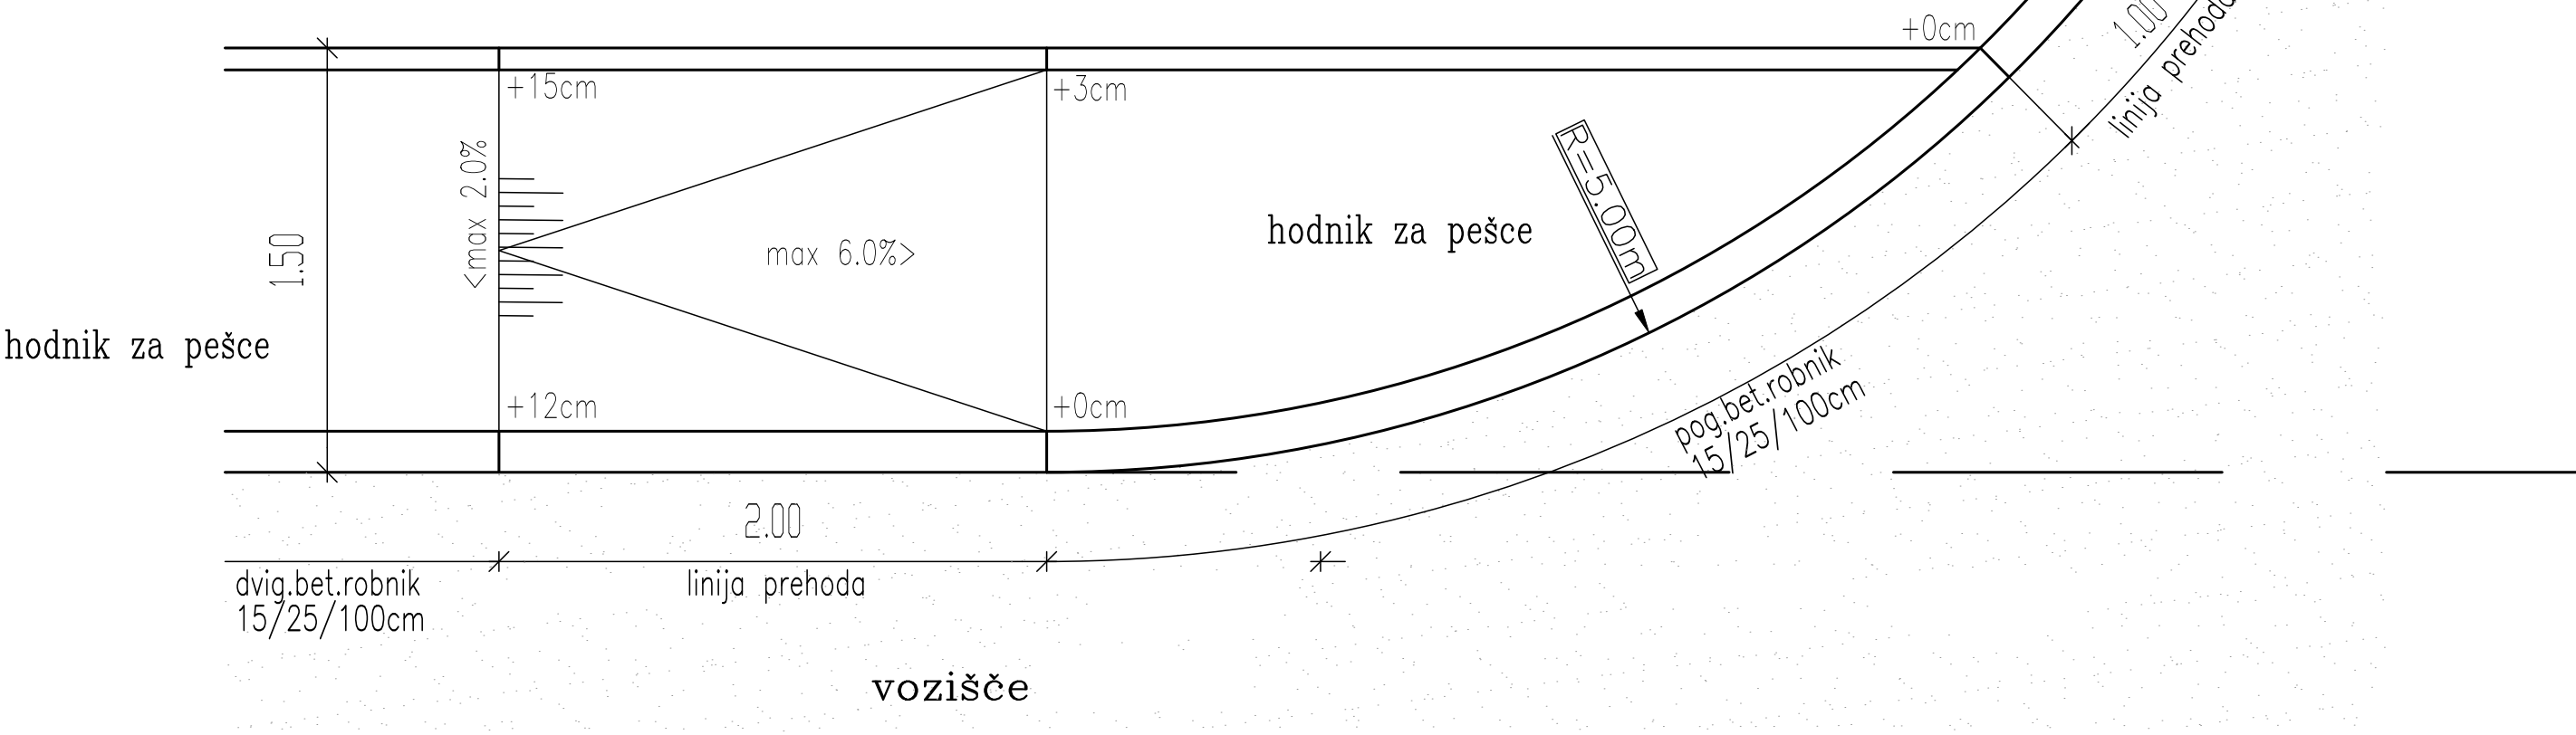 +0cm
1.00
linija prehoda
+15cm
+3cm
<max 2.0%
R=5.00m
1.50
max 6.0%>
hodnik za pešce
hodnik za pešce
+12cm
+0cm
pog.bet.robnik
15/25/100cm
2.00
dvig.bet.robnik
15/25/100cm
linija prehoda
vozišče